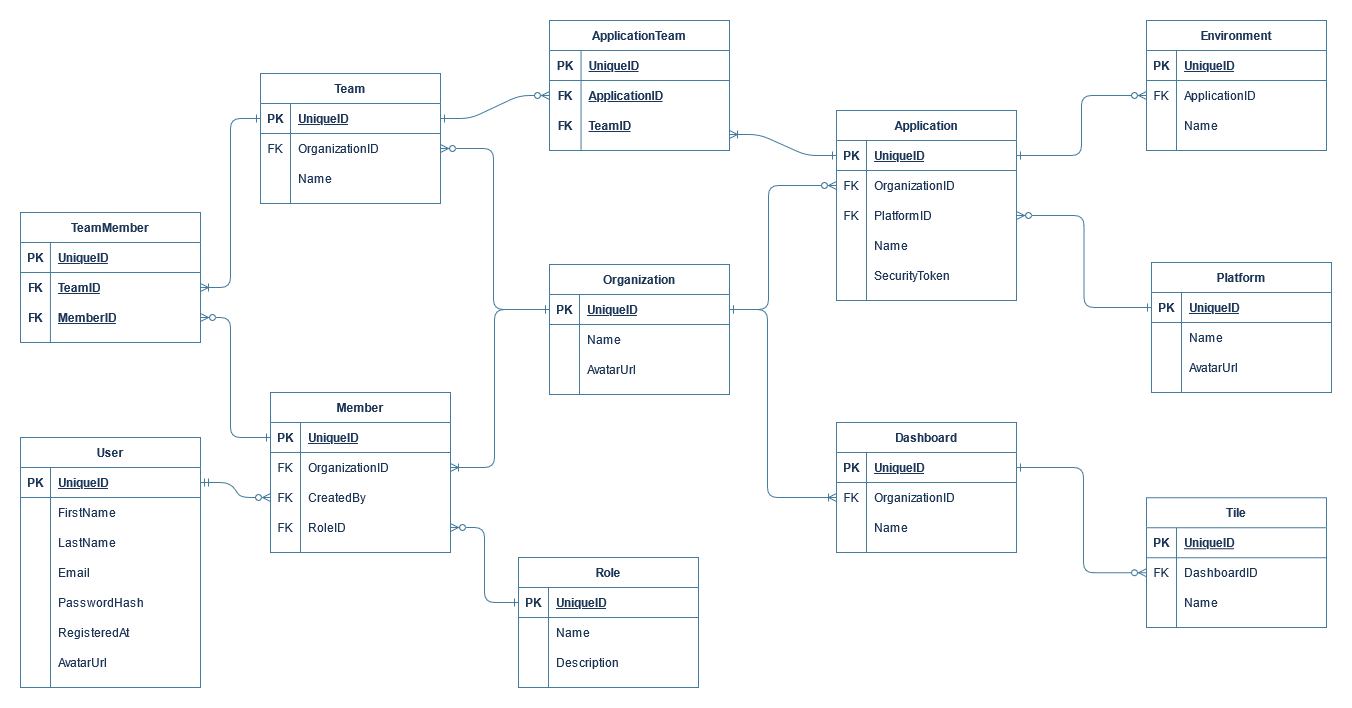 ApplicationTeam
PK UniqueID
FK ApplicationID
FK TeamID
Environment
PK UniqueID
FK ApplicationID
Name
Team
PK UniqueID
FK OrganizationID
Name
Application
PK UniqueID
FK OrganizationID
FK PlatformID
Name
SecurityToken
TeamMember
PK UniqueID
FK TeamID
FK MemberID
Organization
PK UniqueID
Name
AvatarUrl
Platform
PK UniqueID
Name
AvatarUrl
Member
PK UniqueID
FK OrganizationID
FK CreatedBy
FK RoleID
User
PK UniqueID
FirstName
LastName
Email
PasswordHash
RegisteredAt
AvatarUrl
Dashboard
PK UniqueID
FK OrganizationID
Name
Tile
PK UniqueID
FK DashboardID
Name
Role
PK UniqueID
Name
Description